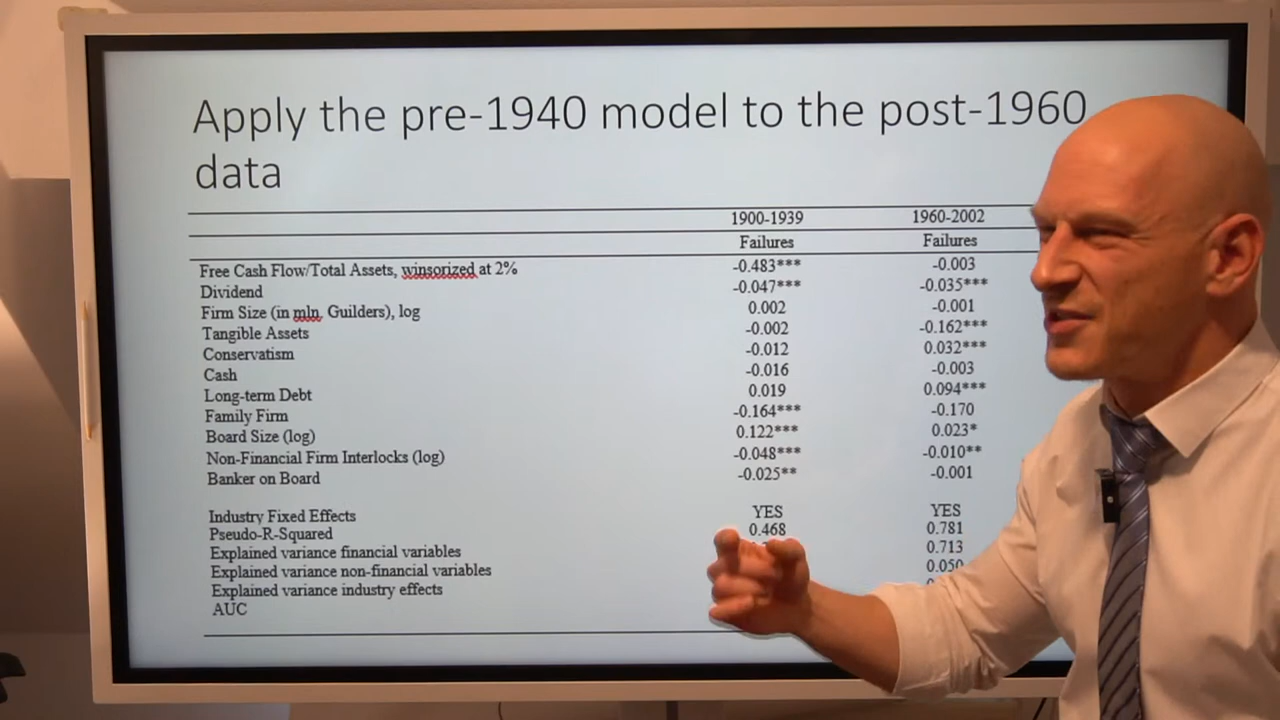 Apply the pre-1940 model to the post-1960
data
1900-1939 1960-2002
Failures Failures
Free Cash Flow/Total Assets, winsorized at 2% -0.483*** -0.003
Dividend -0.047*** -0.035***
Firm Size (in mln. Guilders), log 0.002 -0.001
Tangible Assets -0.002 -0.162***
Conservatism -0.012 0.032***
Cash -0.016 -0.003
Long-term Debt 0.019 0.094***
Family Firm -0.164*** -0.170
Board Size (log) 0.122*** 0.023*
Non-Financial Firm Interlocks (log) -0.048*** -0.010**
Banker on Board -0.025** -0.001
Industry Fixed Effects YES YES
Pseudo-R-Squared 0.468 0.781
Explained variance financial variables 0.713
Explained variance non-financial variables 0.050
Explained variance industry effects
AUC